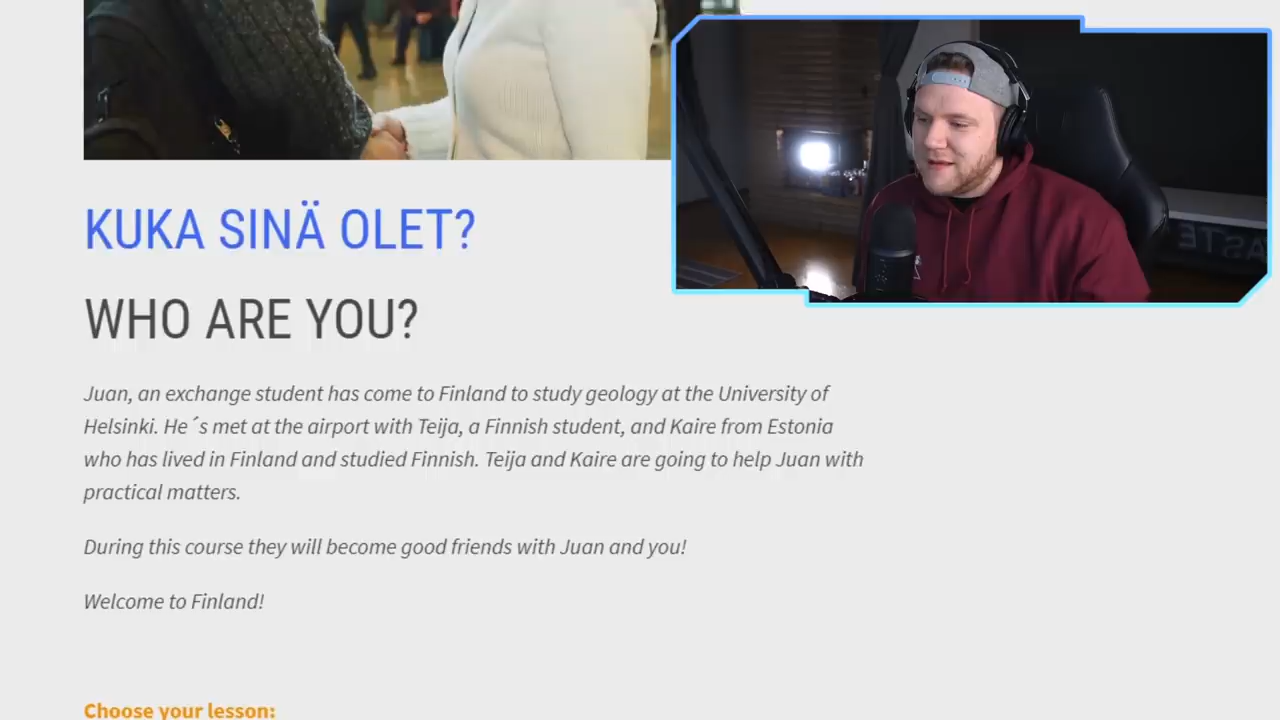 KUKA SINÄ OLET?
WHO ARE YOU?
Juan, an exchange student has come to Finland to study geology at the University of
Helsinki. He´s met at the airport with Teija, a Finnish student, and Kaire from Estonia
who has lived in Finland and studied Finnish. Teija and Kaire are going to help Juan with
practical matters.
During this course they will become good friends with Juan and you!
Welcome to Finland!
Choose your lesson: